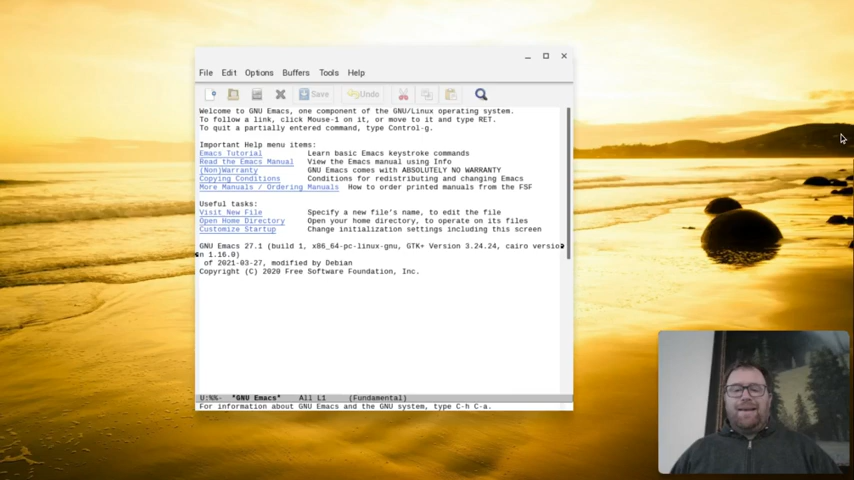 File Edit Options Buffers Tools Help
Save Undo
Welcome to GNU Emacs, one component of the GNU/Linux operating system.
To follow a link, click Mouse-1 on it, or move to it and type RET.
To quit a partially entered command, type Control-g.
Important Help menu items:
Emacs Tutorial Learn basic Emacs keystroke commands
Read the Emacs Manual View the Emacs manual using Info
(Non)Warranty GNU Emacs comes with ABSOLUTELY NO WARRANTY
Copying Conditions Conditions for redistributing and changing Emacs
More Manuals / Ordering Manuals How to order printed manuals from the FSF
Useful tasks:
Visit New File Specify a new file's name, to edit the file
Open Home Directory Open your home directory, to operate on its files
Customize Startup Change initialization settings including this screen
GNU Emacs 27.1 (build 1, x86_64-pc-linux-gnu, GTK+ Version 3.24.24, cairo versio
n 1.16.0)
of 2021-03-27, modified by Debian
Copyright (C) 2020 Free Software Foundation, Inc.
U:%%- *GNU Emacs* All L1 (Fundamental)
For information about GNU Emacs and the GNU system, type C-h C-a.